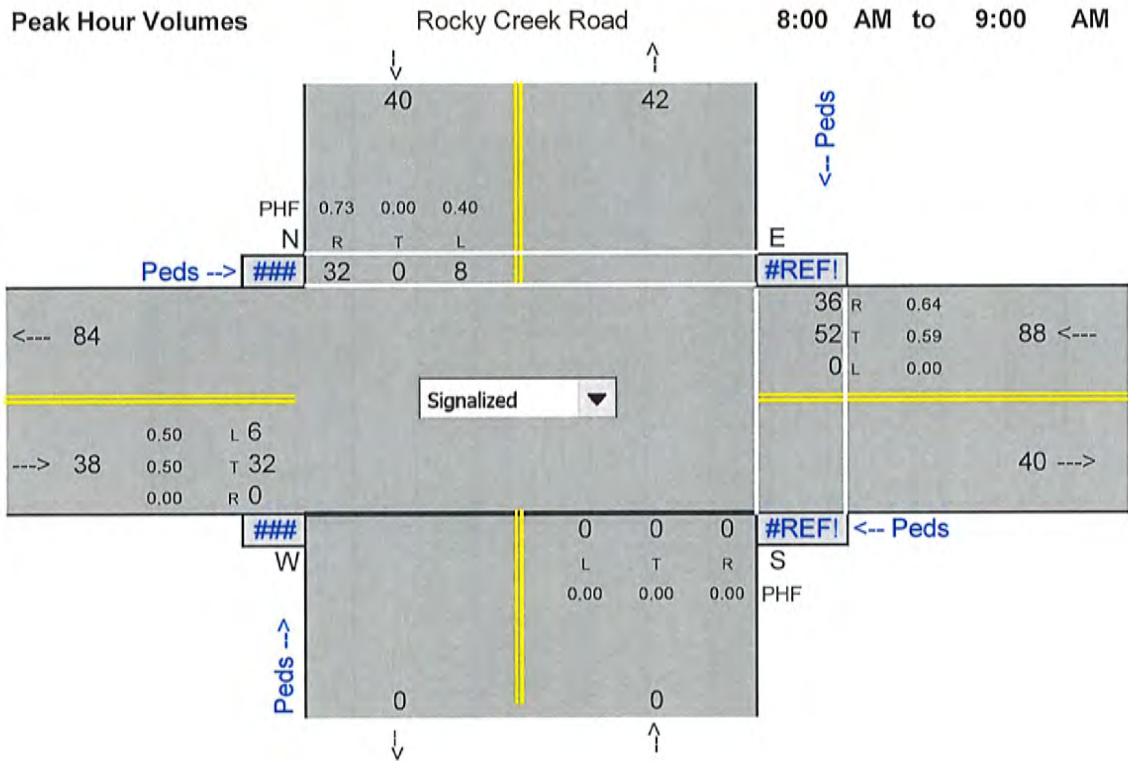 Peak Hour Volumes Rocky Creek Road 8:00 AM to 9:00 AM
40 42
<-- Peds
PHF 0.73 0.00 0.40
N R T L E
Peds --> ### 32 0 8 #REF!
36 R 0.64
<--- 84 52 T 0.59 88 <---
0 L 0.00
Signalized
0.50 L 6
---> 38 0.50 T 32 40 --->
0.00 R 0
### 0 0 0 #REF! <-- Peds
W L T R S
0.00 0.00 0.00 PHF
Peds -->
0 0